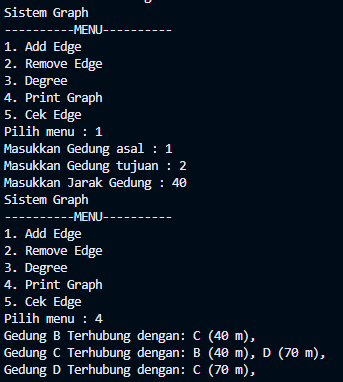 Sistem Graph
----------MENU----------
1. Add Edge
2. Remove Edge
3. Degree
4. Print Graph
5. Cek Edge
Pilih menu : 1
Masukkan Gedung asal : 1
Masukkan Gedung tujuan : 2
Masukkan Jarak Gedung : 40
Sistem Graph
----------MENU----------
1. Add Edge
2. Remove Edge
3. Degree
4. Print Graph
5. Cek Edge
Pilih menu : 4
Gedung B Terhubung dengan: C (40 m),
Gedung C Terhubung dengan: B (40 m), D (70 m),
Gedung D Terhubung dengan: C (70 m),